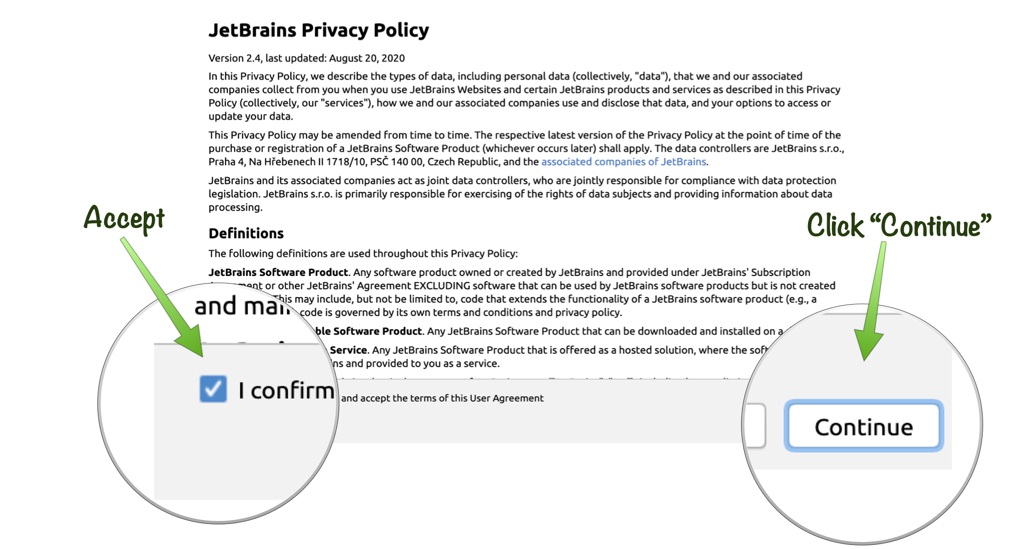 JetBrains Privacy Policy
Version 2.4, last updated: August 20, 2020
In this Privacy Policy, we describe the types of data, including personal data (collectively, "data"), that we and our associated
companies collect from you when you use JetBrains Websites and certain JetBrains products and services as described in this Privacy
Policy (collectively, our "services"), how we and our associated companies use and disclose that data, and your options to access or
update your data.
This Privacy Policy may be amended from time to time. The respective latest version of the Privacy Policy at the point of time of the
purchase or registration of a JetBrains Software Product (whichever occurs later) shall apply. The data controllers are JetBrains s.r.o.,
Praha 4, Na Hřebenech II 1718/10, PSČ 140 00, Czech Republic, and the associated companies of JetBrains.
JetBrains and its associated companies act as joint data controllers, who are jointly responsible for compliance with data protection
legislation. JetBrains s.r.o. is primarily responsible for exercising of the rights of data subjects and providing information about data
processing.
Accept
Click “Continue”
Definitions
The following definitions are used throughout this Privacy Policy:
JetBrains Software Product. Any software product owned or created by JetBrains and provided under JetBrains' Subscription
or other JetBrains' Agreement EXCLUDING software that can be used by JetBrains software products but is not created
This may include, but not be limited to, code that extends the functionality of a JetBrains software product (e.g., a
and
code is governed by its own terms and conditions and privacy policy.
Software Product. Any JetBrains Software Product that can be downloaded and installed on a
Service. Any JetBrains Software Product that is offered as a hosted solution, where the
and provided to you as a service.
I confirm
and accept the terms of this User Agreement
Continue